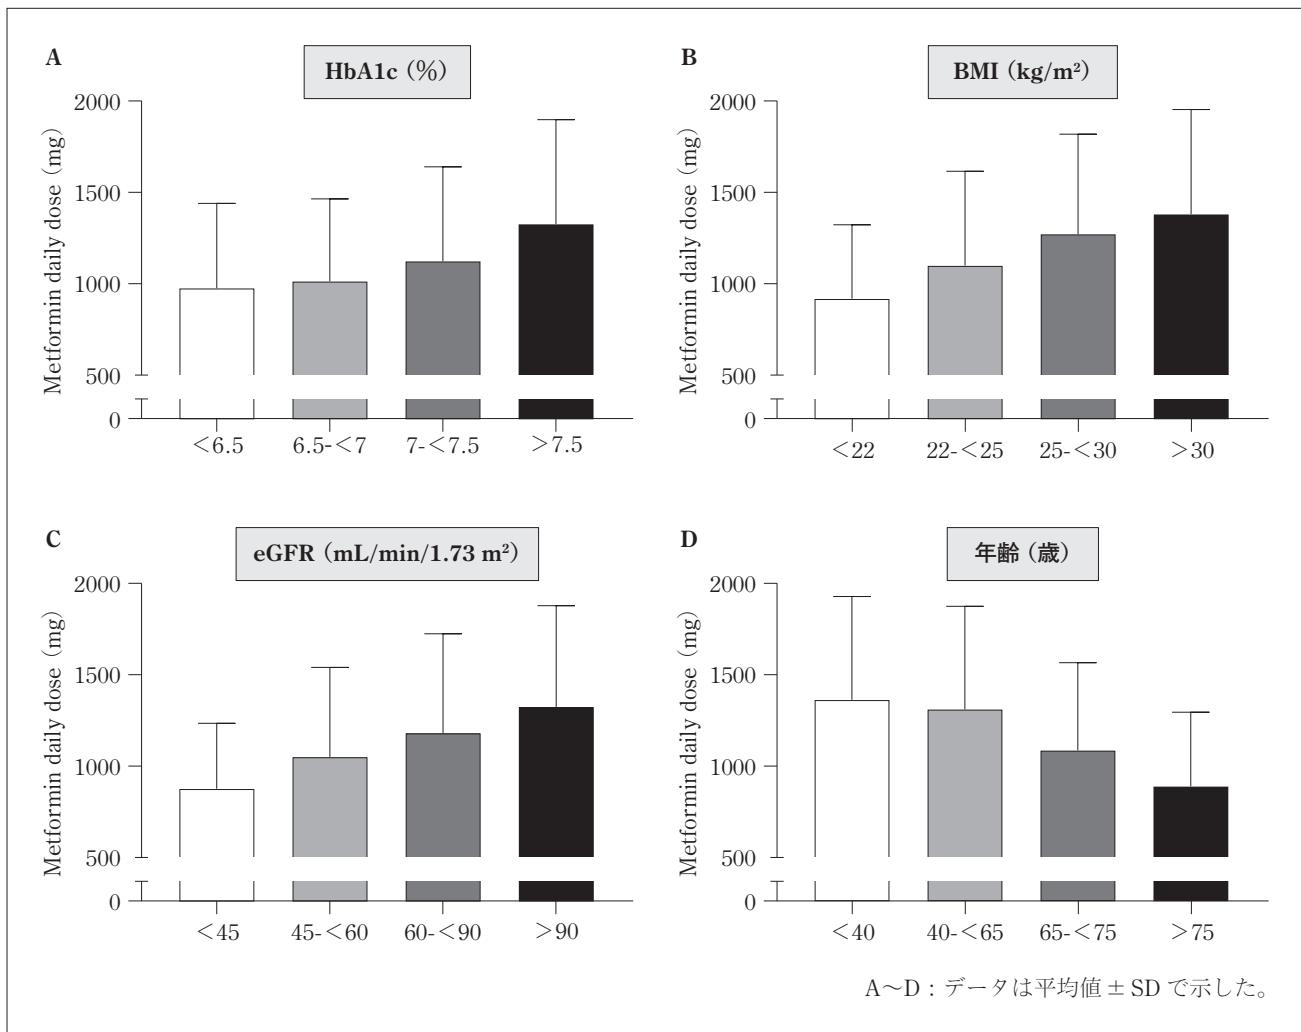 A
HbA1c (%)
Metformin daily dose (mg)
2000
1500
1000
500
0
<6.5 6.5-<7 7-<7.5 >7.5
B
BMI (kg/m²)
Metformin daily dose (mg)
2000
1500
1000
500
0
<22 22-<25 25-<30 >30
C
eGFR (mL/min/1.73 m²)
Metformin daily dose (mg)
2000
1500
1000
500
0
<45 45-<60 60-<90 >90
D
年齢(歳)
Metformin daily dose (mg)
2000
1500
1000
500
0
<40 40-<65 65-<75 >75
A〜D:データは平均値 ± SD で示した。